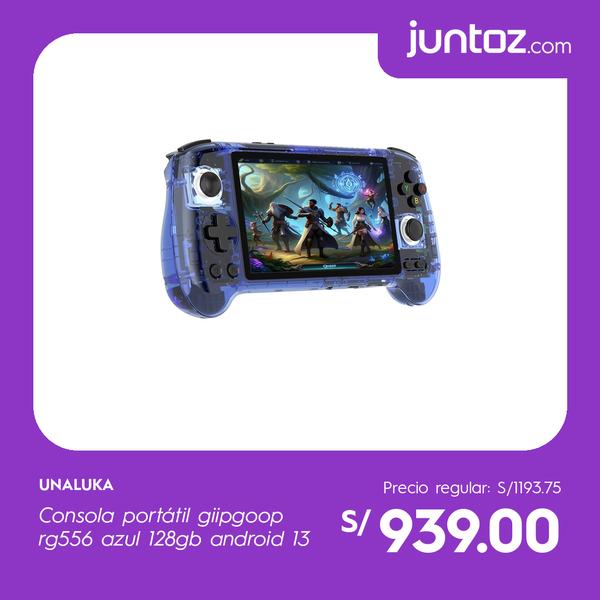 juntoz.com
Y
B
UNALUKA
Consola portátil giipgoop
rg556 azul 128gb android 13
Precio regular: S/1193.75
S/ 939.00